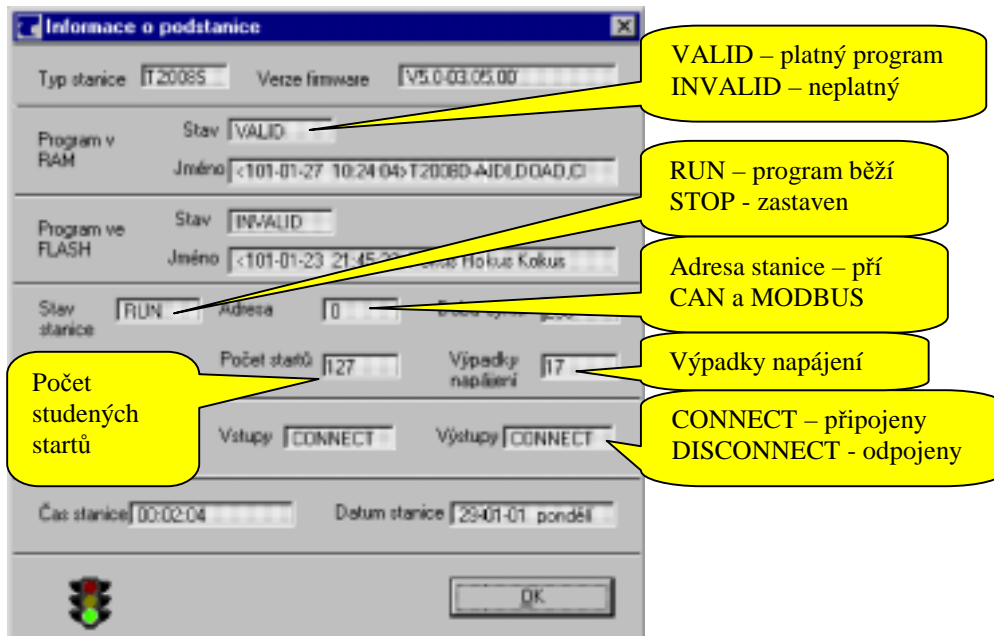 Informace o podstanice
Typ stanice T2008S Verze firmware V5.0-03.05.00
Program v RAM
Stav VALID
Jméno <101-01-27 10:24:04>T2008D-AIDI,DOAD,CI
Program ve FLASH
Stav INVALID
Jméno <101-01-23 21:45 Hokus Kokus
Stav stanice RUN Adresa 0
Počet startů 127 Výpadky napájení 17
Vstupy CONNECT Výstupy CONNECT
Čas stanice 00:02:04 Datum stanice 29-01-01 pondělí
OK
VALID – platný program
INVALID – neplatný
RUN – program běží
STOP - zastaven
Adresa stanice – pří
CAN a MODBUS
Výpadky napájení
CONNECT – připojeny
DISCONNECT - odpojeny
Počet
studených
startů